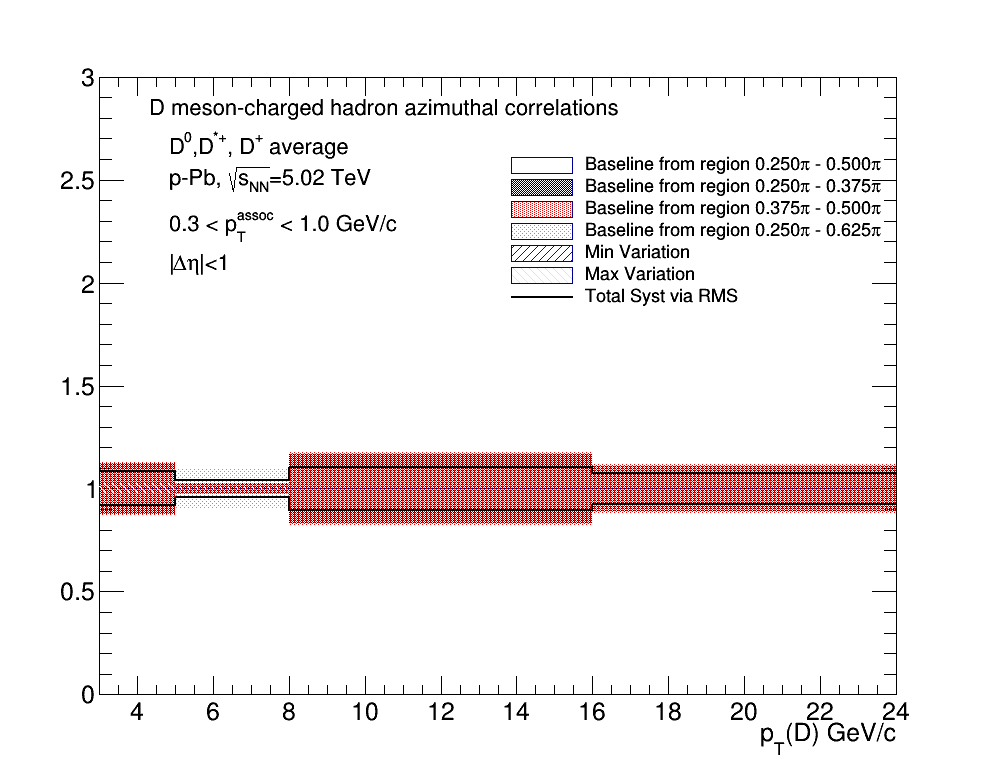 3
D meson-charged hadron azimuthal correlations
D⁰,D*⁺, D⁺ average
p-Pb, √s_NN=5.02 TeV
0.3 < p_T^assoc < 1.0 GeV/c
|Δη|<1
Baseline from region 0.250π - 0.500π
Baseline from region 0.250π - 0.375π
Baseline from region 0.375π - 0.500π
Baseline from region 0.250π - 0.625π
Min Variation
Max Variation
Total Syst via RMS
2.5
2
1.5
1
0.5
0
4 6 8 10 12 14 16 18 20 22 24
p_T(D) GeV/c